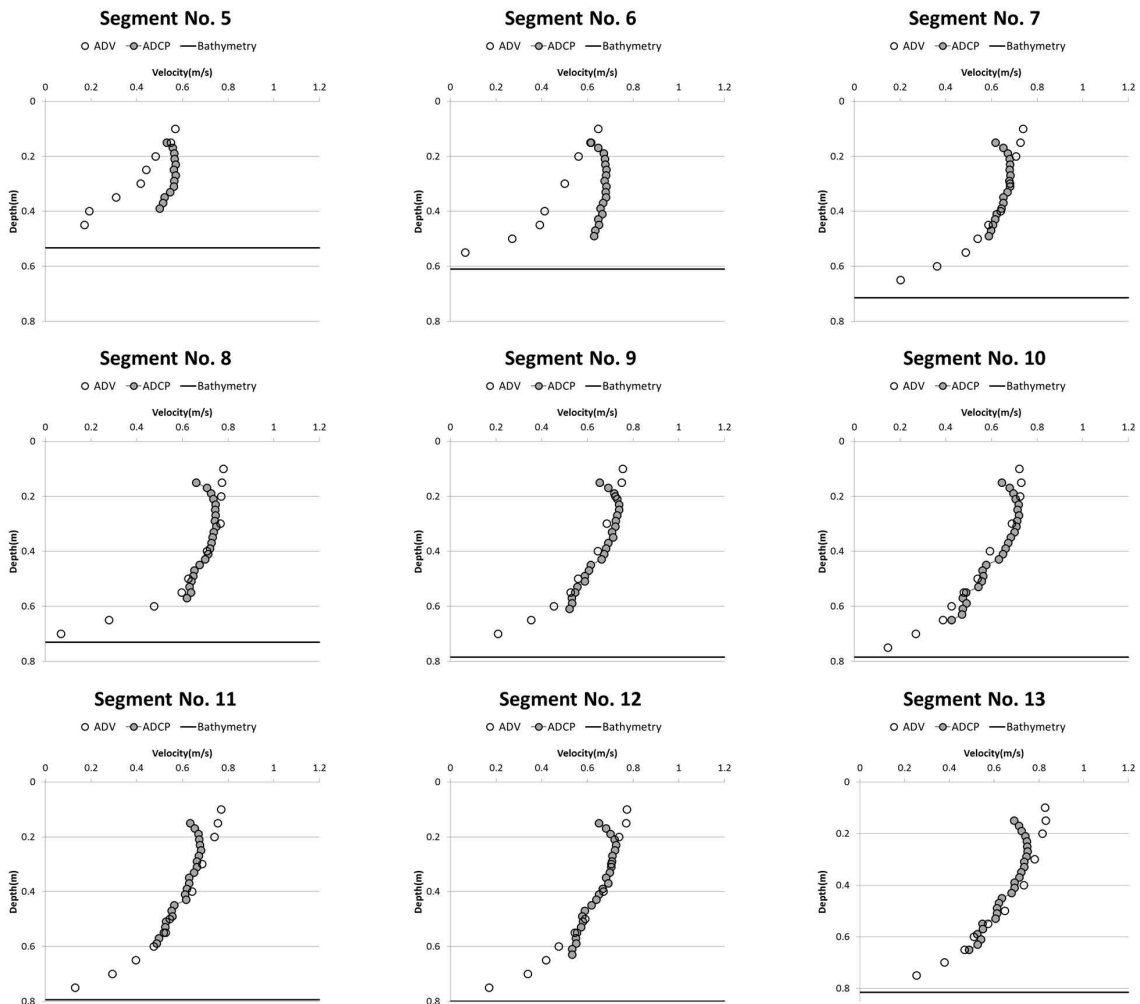 Segment No. 5
ADV ADCP Bathymetry
Velocity(m/s)
0 0.2 0.4 0.6 0.8 1 1.2
0
0.2
0.4
0.6
0.8
Depth(m)
Segment No. 6
ADV ADCP Bathymetry
Velocity(m/s)
0 0.2 0.4 0.6 0.8 1 1.2
0
0.2
0.4
0.6
0.8
Depth(m)
Segment No. 7
ADV ADCP Bathymetry
Velocity(m/s)
0 0.2 0.4 0.6 0.8 1 1.2
0
0.2
0.4
0.6
0.8
Depth(m)
Segment No. 8
ADV ADCP Bathymetry
Velocity(m/s)
0 0.2 0.4 0.6 0.8 1 1.2
0
0.2
0.4
0.6
0.8
Depth(m)
Segment No. 9
ADV ADCP Bathymetry
Velocity(m/s)
0 0.2 0.4 0.6 0.8 1 1.2
0
0.2
0.4
0.6
0.8
Depth(m)
Segment No. 10
ADV ADCP Bathymetry
Velocity(m/s)
0 0.2 0.4 0.6 0.8 1 1.2
0
0.2
0.4
0.6
0.8
Depth(m)
Segment No. 11
ADV ADCP Bathymetry
Velocity(m/s)
0 0.2 0.4 0.6 0.8 1 1.2
0
0.2
0.4
0.6
0.8
Depth(m)
Segment No. 12
ADV ADCP Bathymetry
Velocity(m/s)
0 0.2 0.4 0.6 0.8 1 1.2
0
0.2
0.4
0.6
0.8
Depth(m)
Segment No. 13
ADV ADCP Bathymetry
Velocity(m/s)
0 0.2 0.4 0.6 0.8 1 1.2
0
0.2
0.4
0.6
0.8
Depth(m)